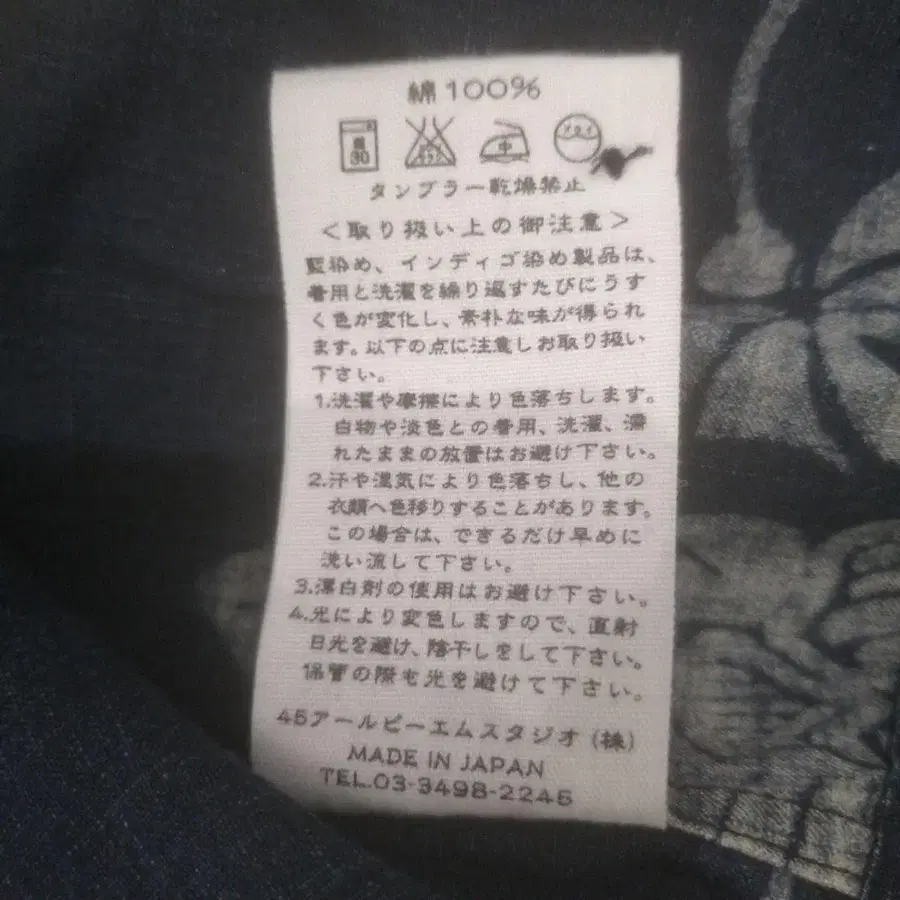 綿100%
弱 30 エンソ 中 ドライ
タンブラー乾燥禁止
<取り扱い上の御注意>
藍染め、インディゴ染め製品は、
着用と洗濯を繰り返すたびにうす
く色が変化し、素朴な味が得られ
ます。以下の点に注意しお取り扱い
下さい。
1.洗濯や摩擦により色落ちします。
白物や淡色との着用、洗濯、濡
れたままの放置はお避け下さい。
2.汗や湿気により色落ちし、他の
衣類へ色移りすることがあります。
この場合は、できるだけ早めに
洗い流して下さい。
3.漂白剤の使用はお避け下さい。
4.光により変色しますので、直射
日光を避け、陰干しをして下さい。
保管の際も光を避けて下さい。
45アールピーエムスタジオ(株)
MADE IN JAPAN
TEL.03-3498-2245